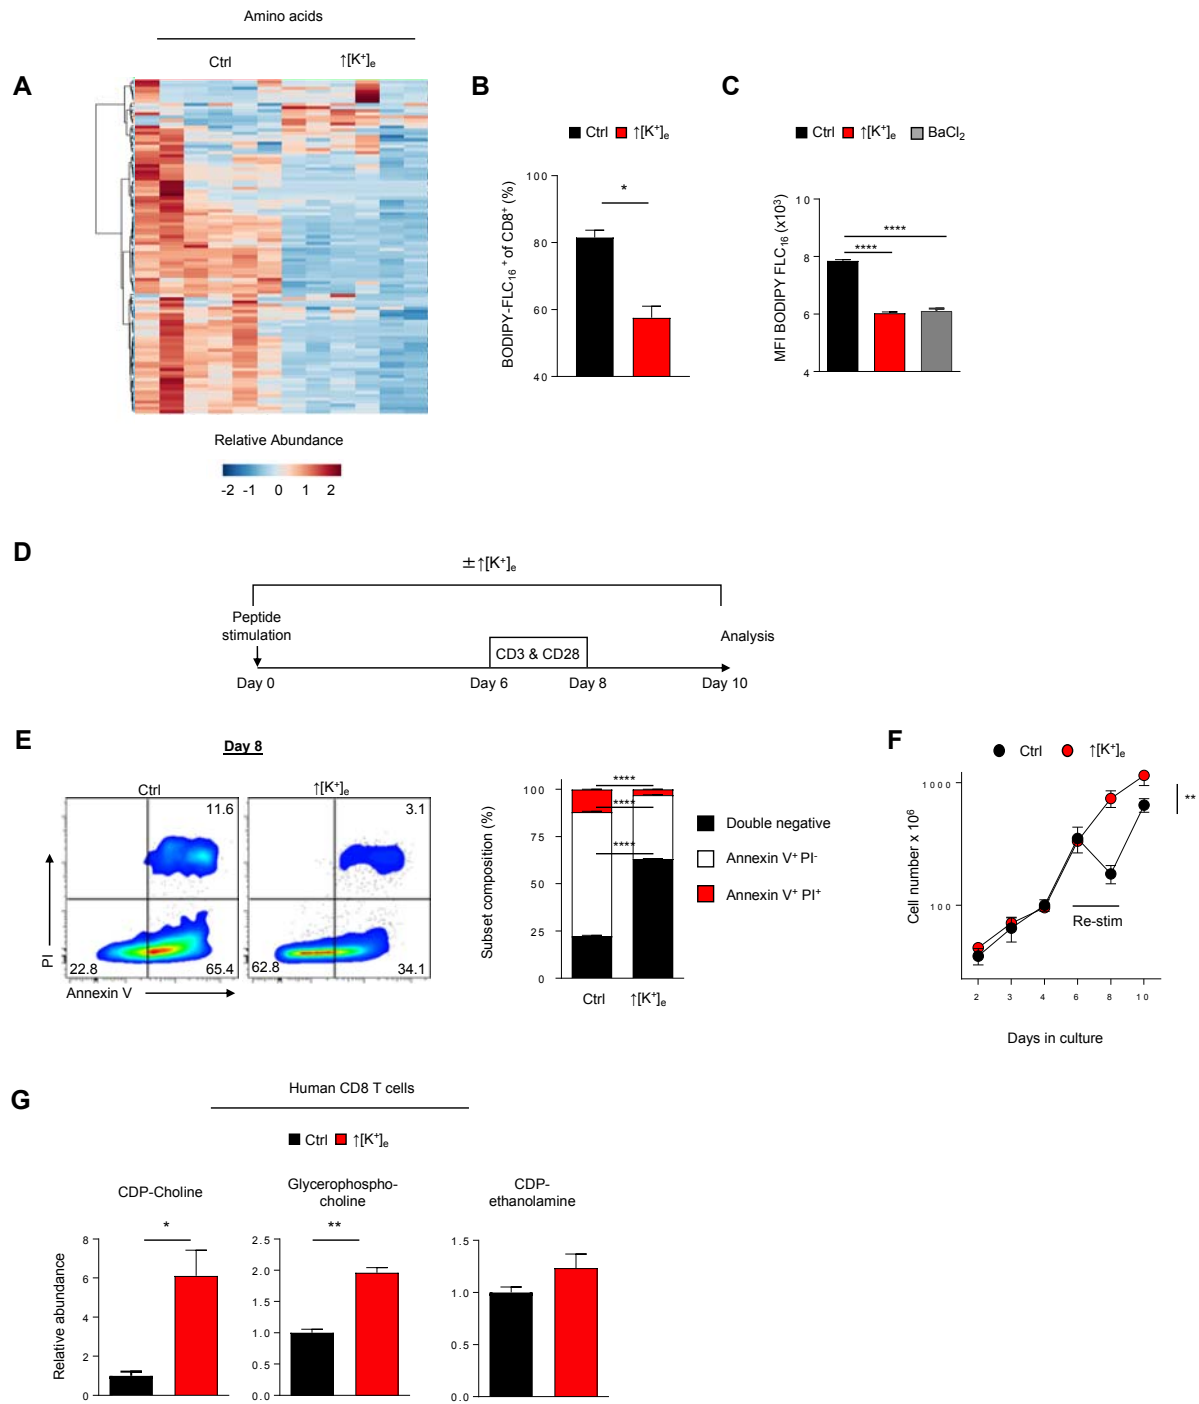 Amino acids
Ctrl ↑[K⁺]ₑ
A
Relative Abundance
-2 -1 0 1 2
B
Ctrl ↑[K⁺]ₑ
BODIPY-FLC₁₆⁺ of CD8⁺ (%)
100
80
60
40
*
C
Ctrl ↑[K⁺]ₑ BaCl₂
MFI BODIPY FLC₁₆ (x10³)
10
8
6
4
****
****
D
±↑[K⁺]ₑ
Peptide
stimulation
Analysis
CD3 & CD28
Day 0 Day 6 Day 8 Day 10
E
Day 8
Ctrl ↑[K⁺]ₑ
11.6 3.1
22.8 65.4 62.8 34.1
PI
Annexin V
Subset composition (%)
100
75
50
25
0
****
****
****
Ctrl ↑[K⁺]ₑ
Double negative
Annexin V⁺ PI⁻
Annexin V⁺ PI⁺
F
Ctrl ↑[K⁺]ₑ
Cell number x 10⁶
1000
100
**
Re-stim
2 3 4 6 8 10
Days in culture
G
Human CD8 T cells
Ctrl ↑[K⁺]ₑ
CDP-Choline
*
Relative abundance
8
6
4
2
0
Glycerophospho-
choline
**
2.5
2.0
1.5
1.0
0.5
0.0
CDP-
ethanolamine
1.5
1.0
0.5
0.0